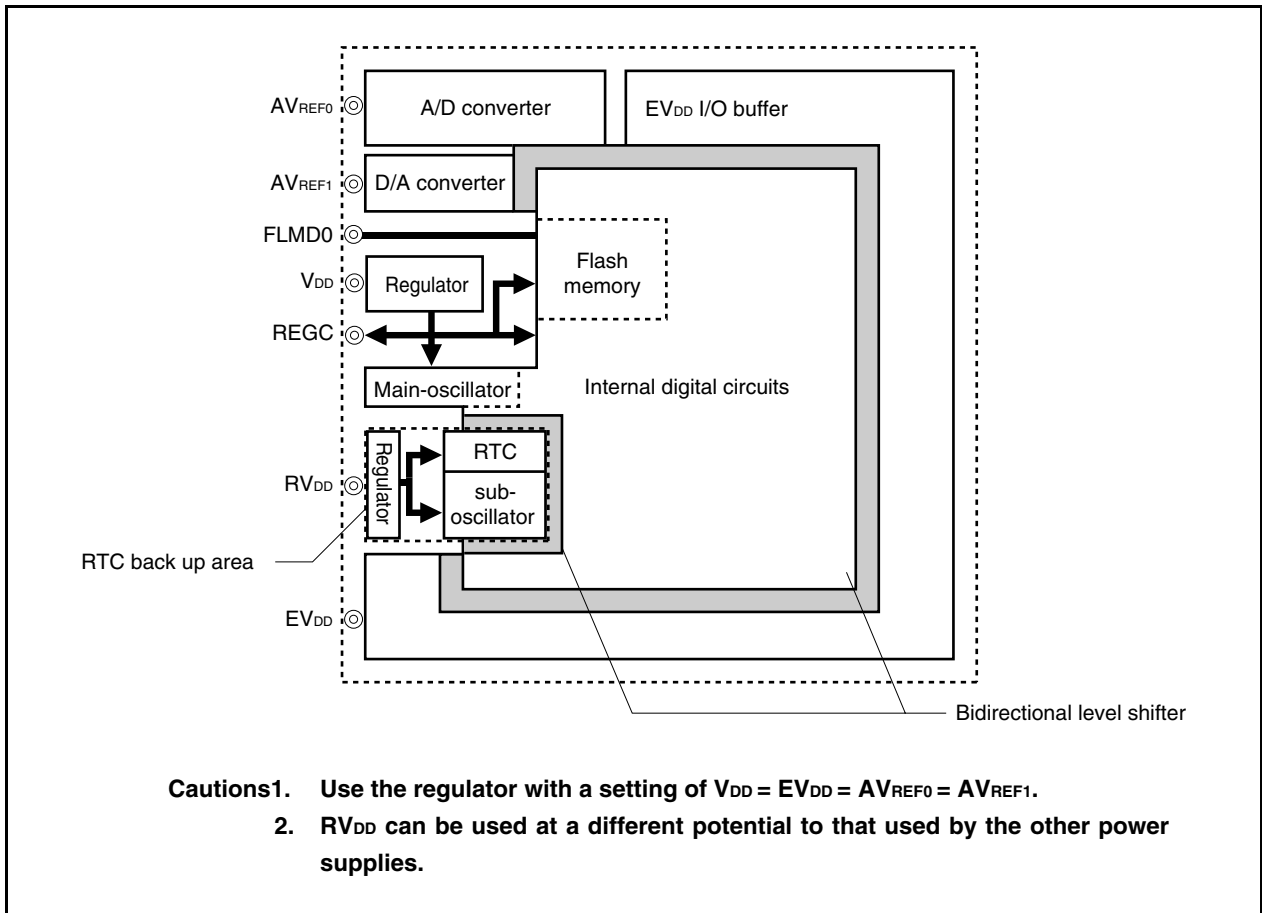 AVREF0
A/D converter
EVDD I/O buffer
AVREF1
D/A converter
FLMD0
Flash
memory
VDD
Regulator
REGC
Main-oscillator
Internal digital circuits
Regulator
RTC
RVDD
sub-
oscillator
RTC back up area
EVDD
Bidirectional level shifter
Cautions1. Use the regulator with a setting of VDD = EVDD = AVREF0 = AVREF1.
2. RVDD can be used at a different potential to that used by the other power
supplies.